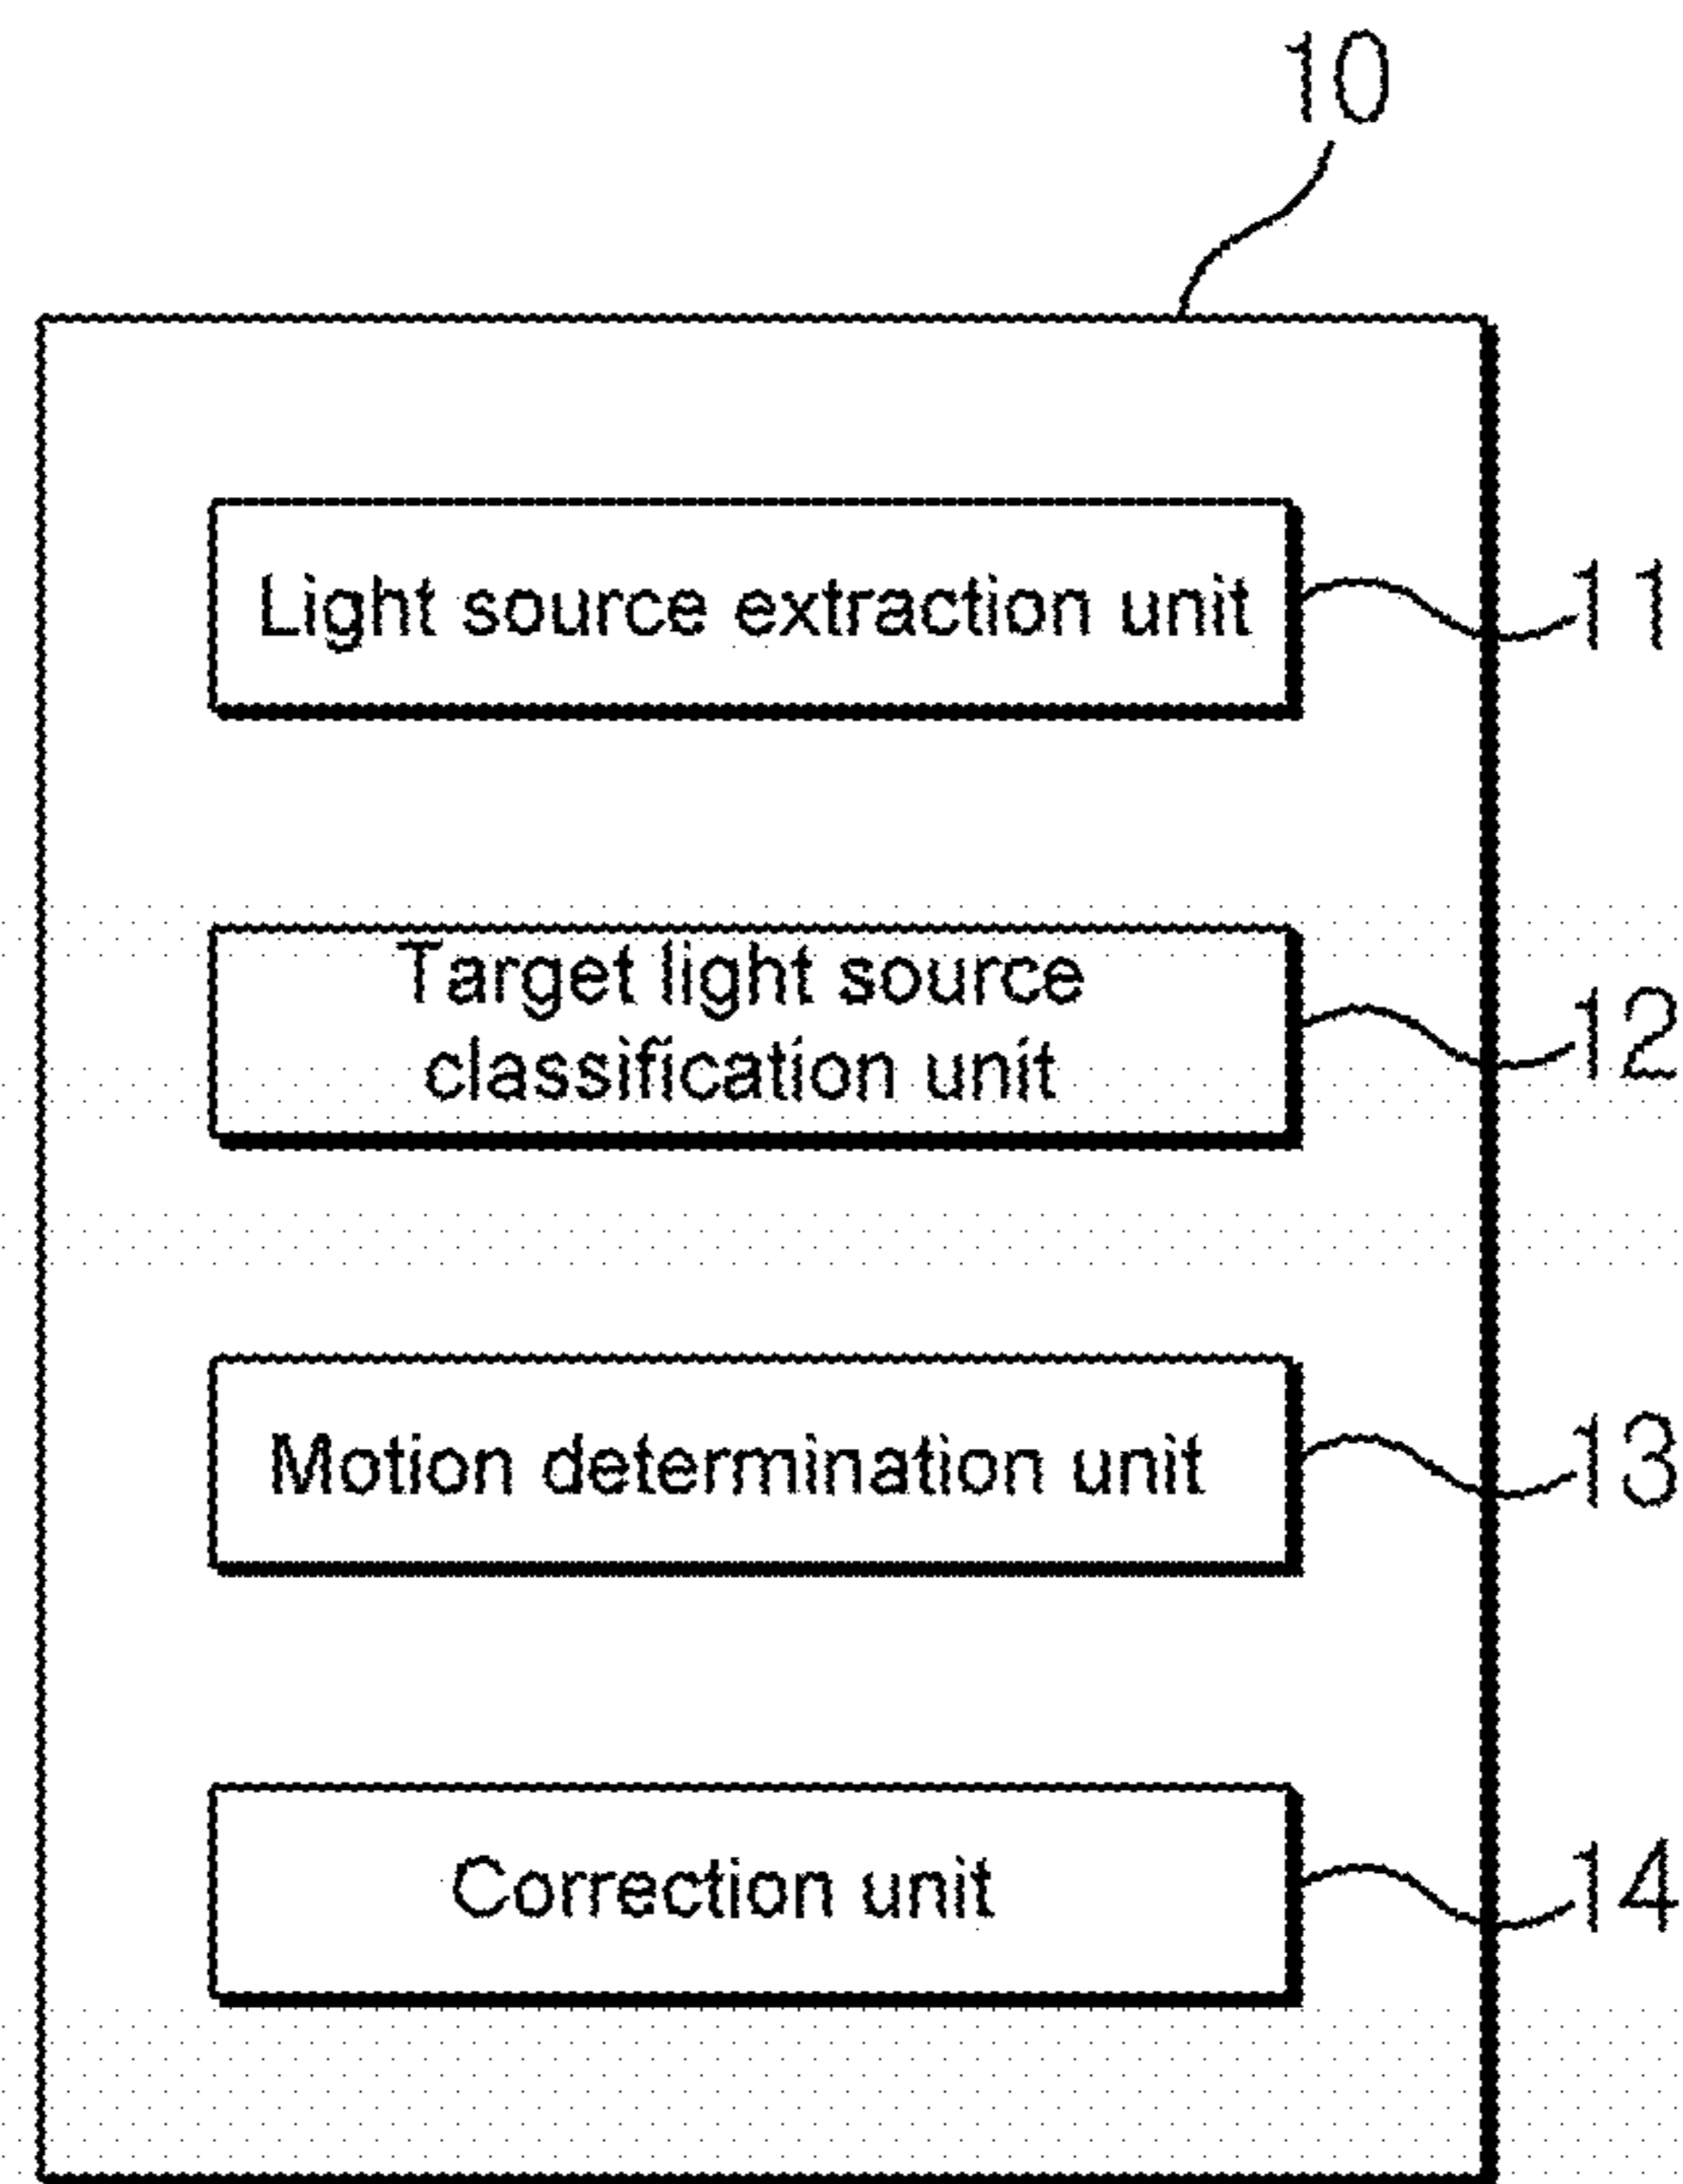 10
Light source extraction unit
11
Target light source
classification unit
12
Motion determination unit
13
Correction unit
14